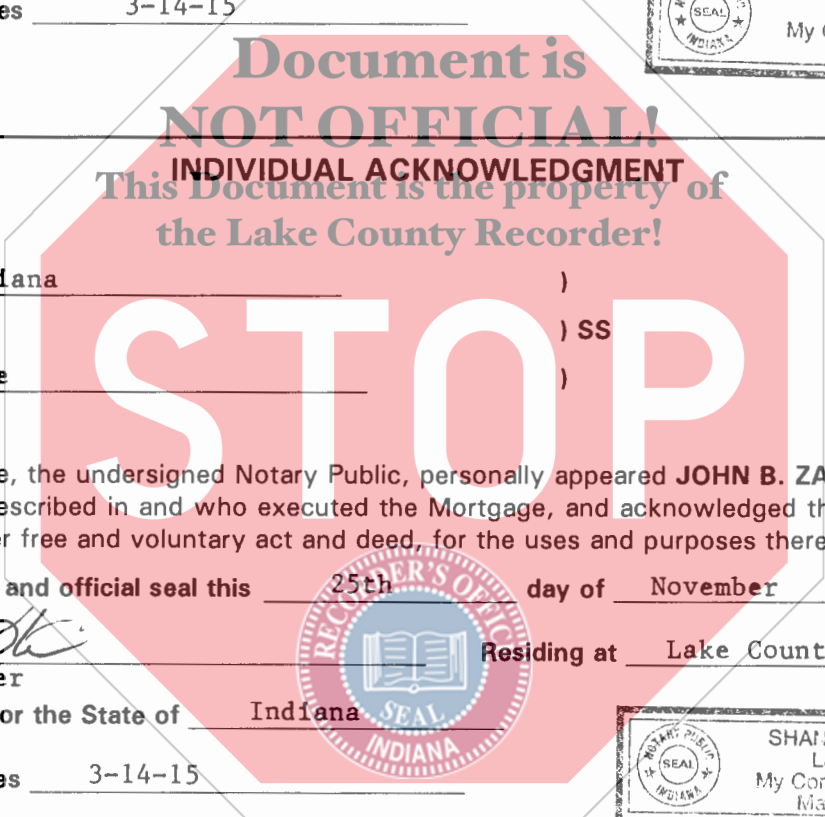 es 3-14-15
SEAL
INDIANA
My
Document is
NOT OFFICIAL!
INDIVIDUAL ACKNOWLEDGMENT
This Document is the property of
the Lake County Recorder!
iana )
) SS
e )
STOP
e, the undersigned Notary Public, personally appeared JOHN B. ZA
escribed in and who executed the Mortgage, and acknowledged th
r free and voluntary act and deed, for the uses and purposes there
and official seal this 25th day of November
Residing at Lake Count
er
or the State of Indiana
RECORDER'S OFFICE
SEAL
INDIANA
es 3-14-15
NOTARY PUBLIC
SEAL
INDIANA
SHAN
L
My Con
Ma